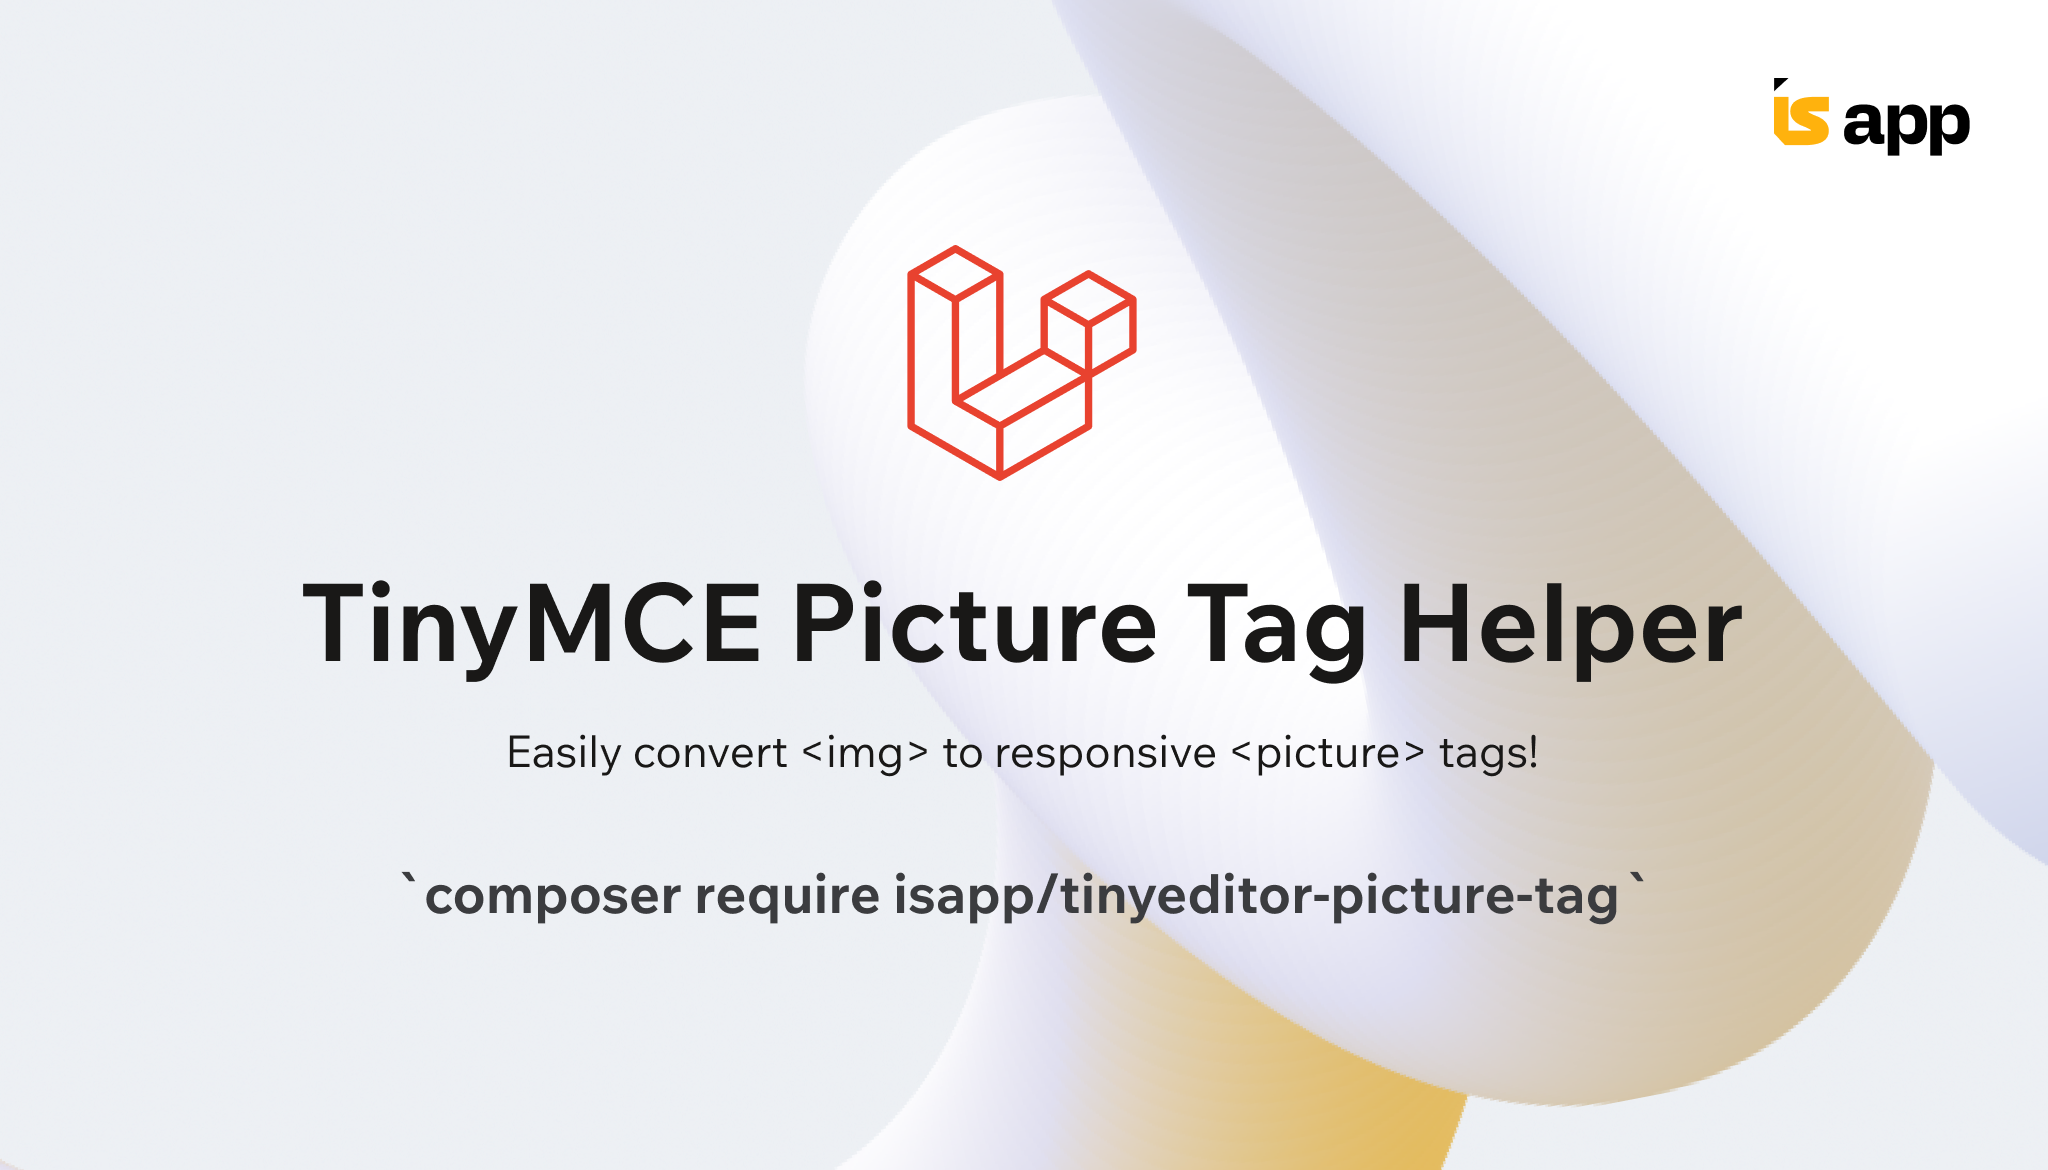 is app
TinyMCE Picture Tag Helper
Easily convert <img> to responsive <picture> tags!
`composer require isapp/tinyeditor-picture-tag`